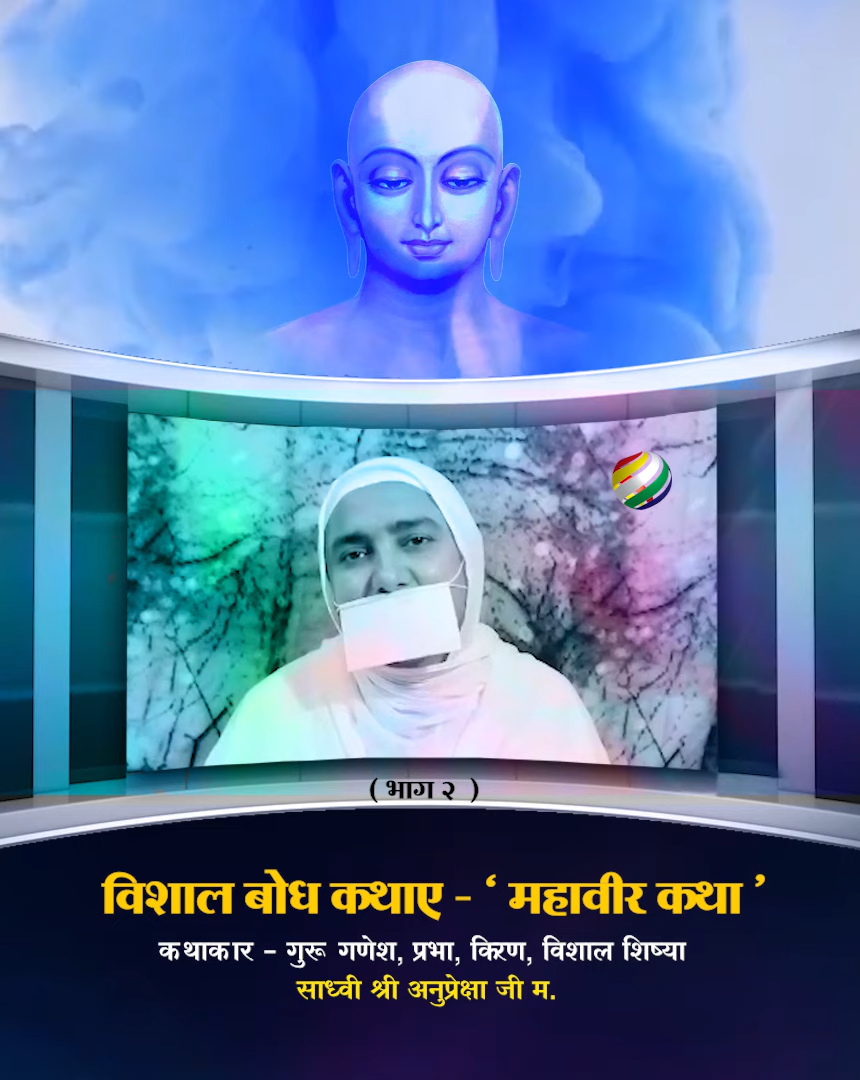 ( भाग २ )
विशाल बोध कथाए - ‘ महावीर कथा ’
कथाकार - गुरू गणेश, प्रभा, किरण, विशाल शिष्या
साध्वी श्री अनुप्रेक्षा जी म.